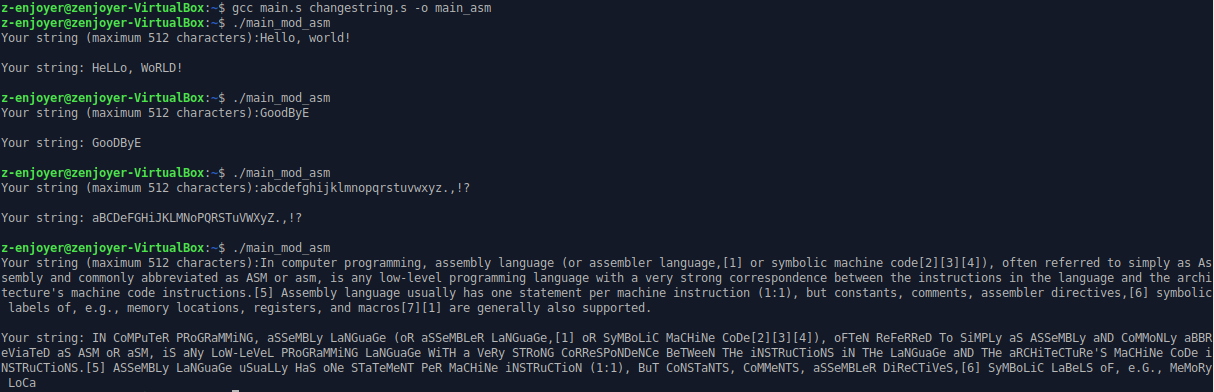 z-enjoyer@zenjoyer-VirtualBox:~$ gcc main.s changestring.s -o main_asm
z-enjoyer@zenjoyer-VirtualBox:~$ ./main_mod_asm
Your string (maximum 512 characters):Hello, world!
Your string: HeLLo, WoRLD!
z-enjoyer@zenjoyer-VirtualBox:~$ ./main_mod_asm
Your string (maximum 512 characters):GoodByE
Your string: GooDByE
z-enjoyer@zenjoyer-VirtualBox:~$ ./main_mod_asm
Your string (maximum 512 characters):abcdefghijklmnopqrstuvwxyz.,!?
Your string: aBCDeFGHiJKLMNoPQRSTuVWXyZ.,!?
z-enjoyer@zenjoyer-VirtualBox:~$ ./main_mod_asm
Your string (maximum 512 characters):In computer programming, assembly language (or assembler language,[1] or symbolic machine code[2][3][4]), often referred to simply as As
sembly and commonly abbreviated as ASM or asm, is any low-level programming language with a very strong correspondence between the instructions in the language and the archi
tecture's machine code instructions.[5] Assembly language usually has one statement per machine instruction (1:1), but constants, comments, assembler directives,[6] symbolic
labels of, e.g., memory locations, registers, and macros[7][1] are generally also supported.
Your string: IN CoMPuTeR PRoGRaMMiNG, aSSeMBLy LaNGuaGe (oR aSSeMBLeR LaNGuaGe,[1] oR SyMBoLiC MaCHiNe CoDe[2][3][4]), oFTeN ReFeRReD To SiMPLy aS ASSeMBLy aND CoMMoNLy aBBR
eViaTeD aS ASM oR aSM, iS aNy LoW-LeVeL PRoGRaMMiNG LaNGuaGe WiTH a VeRy STRoNG CoRReSPoNDeNCe BeTWeeN THe iNSTRuCTioNS iN THe LaNGuaGe aND THe aRCHiTeCTuRe'S MaCHiNe CoDe i
NSTRuCTioNS.[5] ASSeMBLy LaNGuaGe uSuaLLy HaS oNe STaTeMeNT PeR MaCHiNe iNSTRuCTioN (1:1), BuT CoNSTaNTS, CoMMeNTS, aSSeMBLeR DiReCTiVeS,[6] SyMBoLiC LaBeLS oF, e.G., MeMoRy
LoCa